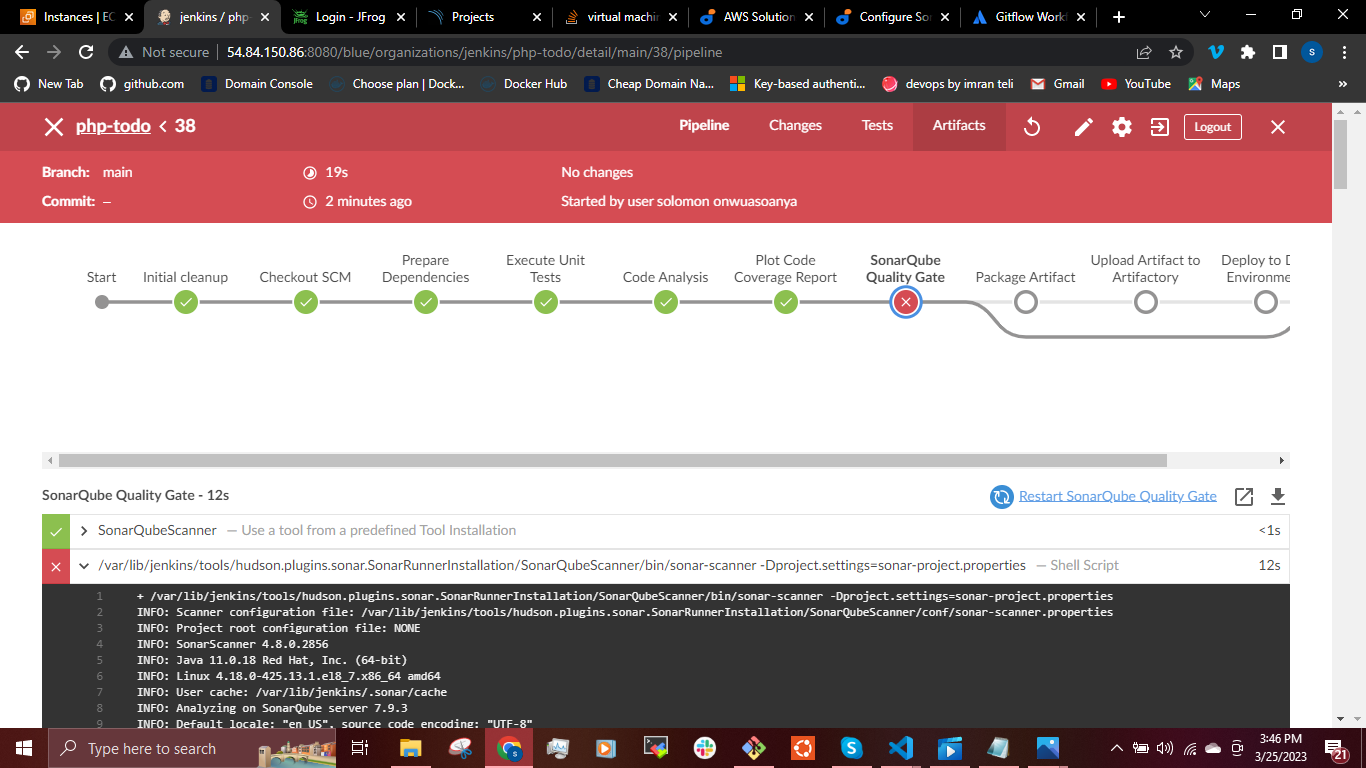 Instances | EC
jenkins / php-
Login - JFrog
Projects
virtual machi
AWS Solution
Configure So
Gitflow Work
Not secure
54.84.150.86:8080/blue/organizations/jenkins/php-todo/detail/main/38/pipeline
s
New Tab
github.com
Domain Console
Choose plan | Dock...
Docker Hub
Cheap Domain Na...
Key-based authenti...
devops by imran teli
Gmail
YouTube
Maps
»
php-todo < 38
Pipeline
Changes
Tests
Artifacts
Logout
Branch: main
19s
No changes
Commit: –
2 minutes ago
Started by user solomon onwuasoanya
Start
Initial cleanup
Checkout SCM
Prepare
Dependencies
Execute Unit
Tests
Code Analysis
Plot Code
Coverage Report
SonarQube
Quality Gate
Package Artifact
Upload Artifact to
Artifactory
Deploy to D
Environme
SonarQube Quality Gate - 12s
Restart SonarQube Quality Gate
SonarQubeScanner — Use a tool from a predefined Tool Installation
<1s
/var/lib/jenkins/tools/hudson.plugins.sonar.SonarRunnerInstallation/SonarQubeScanner/bin/sonar-scanner -Dproject.settings=sonar-project.properties — Shell Script
12s
1 + /var/lib/jenkins/tools/hudson.plugins.sonar.SonarRunnerInstallation/SonarQubeScanner/bin/sonar-scanner -Dproject.settings=sonar-project.properties
2 INFO: Scanner configuration file: /var/lib/jenkins/tools/hudson.plugins.sonar.SonarRunnerInstallation/SonarQubeScanner/conf/sonar-scanner.properties
3 INFO: Project root configuration file: NONE
4 INFO: SonarScanner 4.8.0.2856
5 INFO: Java 11.0.18 Red Hat, Inc. (64-bit)
6 INFO: Linux 4.18.0-425.13.1.el8_7.x86_64 amd64
7 INFO: User cache: /var/lib/jenkins/.sonar/cache
8 INFO: Analyzing on SonarQube server 7.9.3
9 INFO: Default locale: "en_US", source code encoding: "UTF-8"
Type here to search
3:46 PM
3/25/2023
21